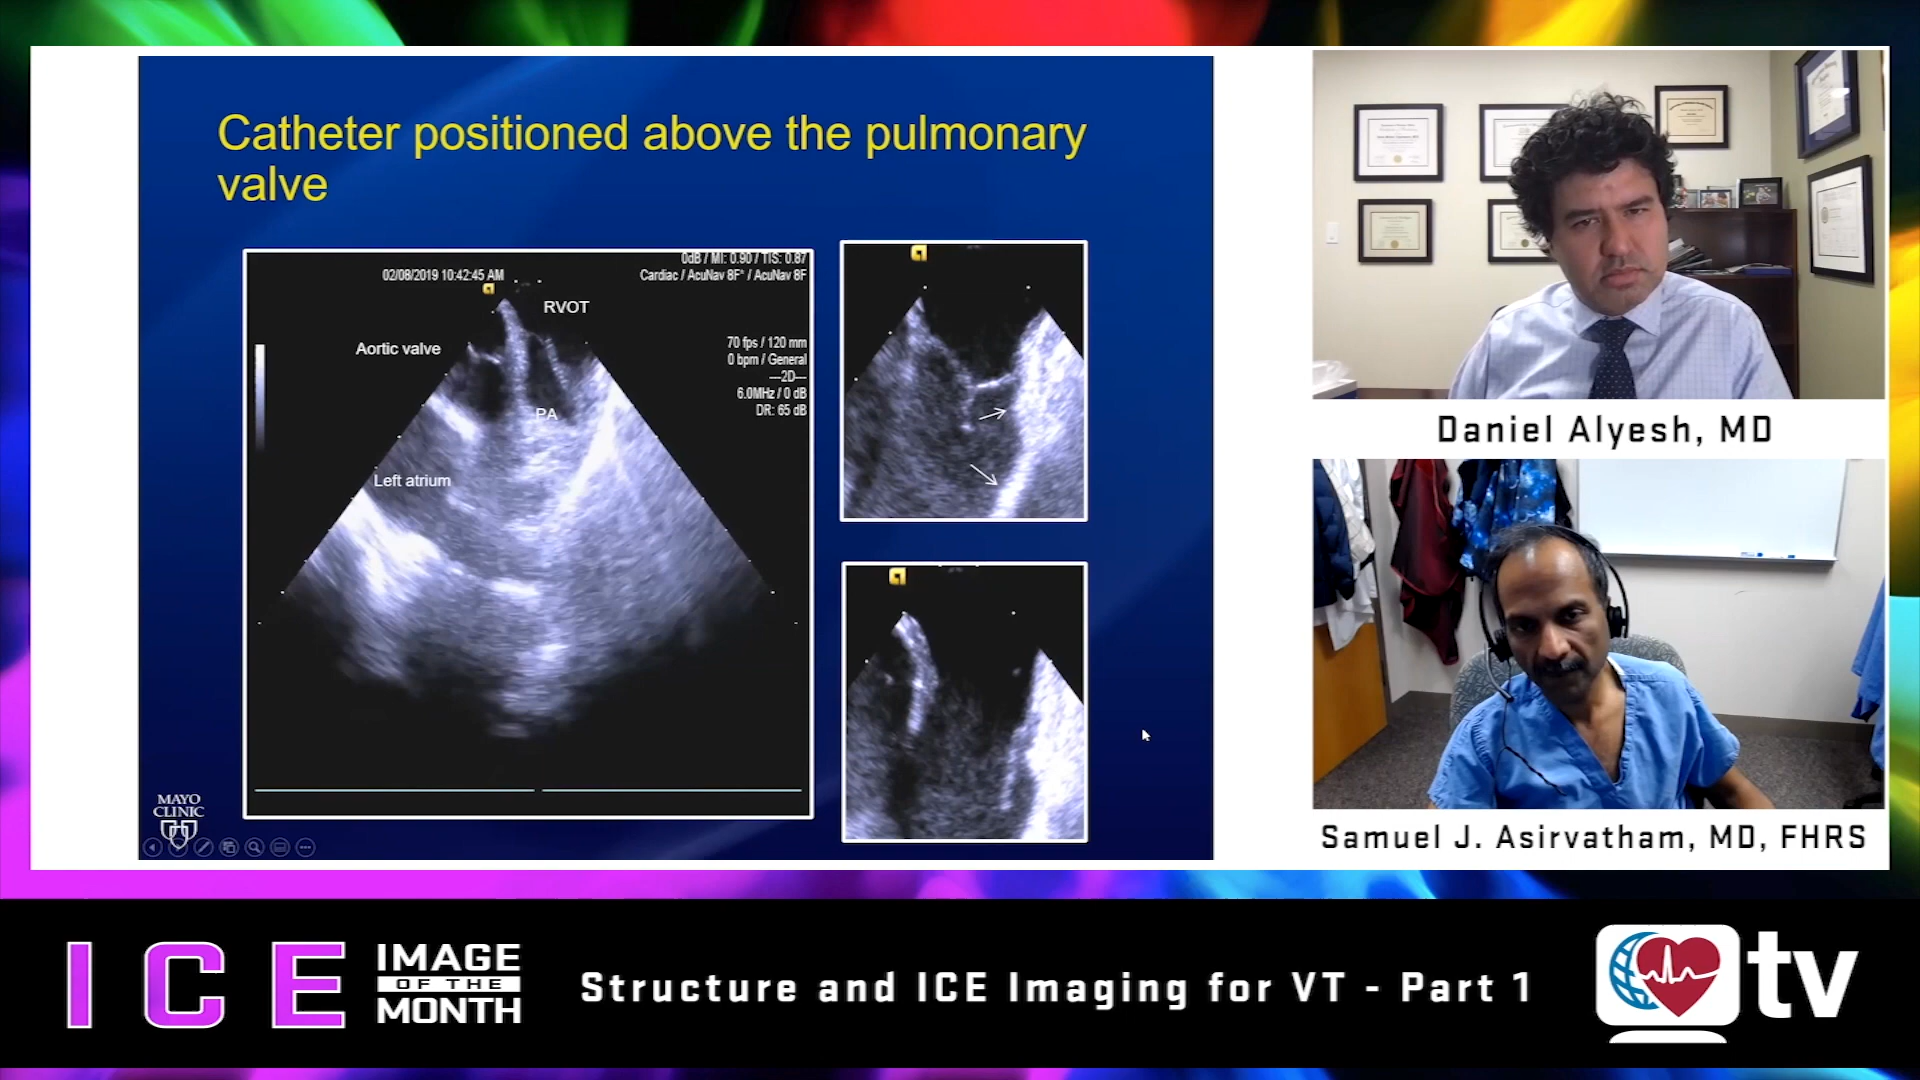 Catheter positioned above the pulmonary
valve
0dB / MI: 0.90 / TIS: 0.87
02/08/2019 10:42:45 AM
Cardiac / AcuNav 8F* / AcuNav 8F
RVOT
Aortic valve
70 fps / 120 mm
0 bpm / General
---2D---
6.0MHz / 0 dB
DR: 65 dB
PA
Left atrium
MAYO
CLINIC
Daniel Alyesh, MD
Samuel J. Asirvatham, MD, FHRS
ICE
IMAGE
OF THE
MONTH
Structure and ICE Imaging for VT - Part 1
tv